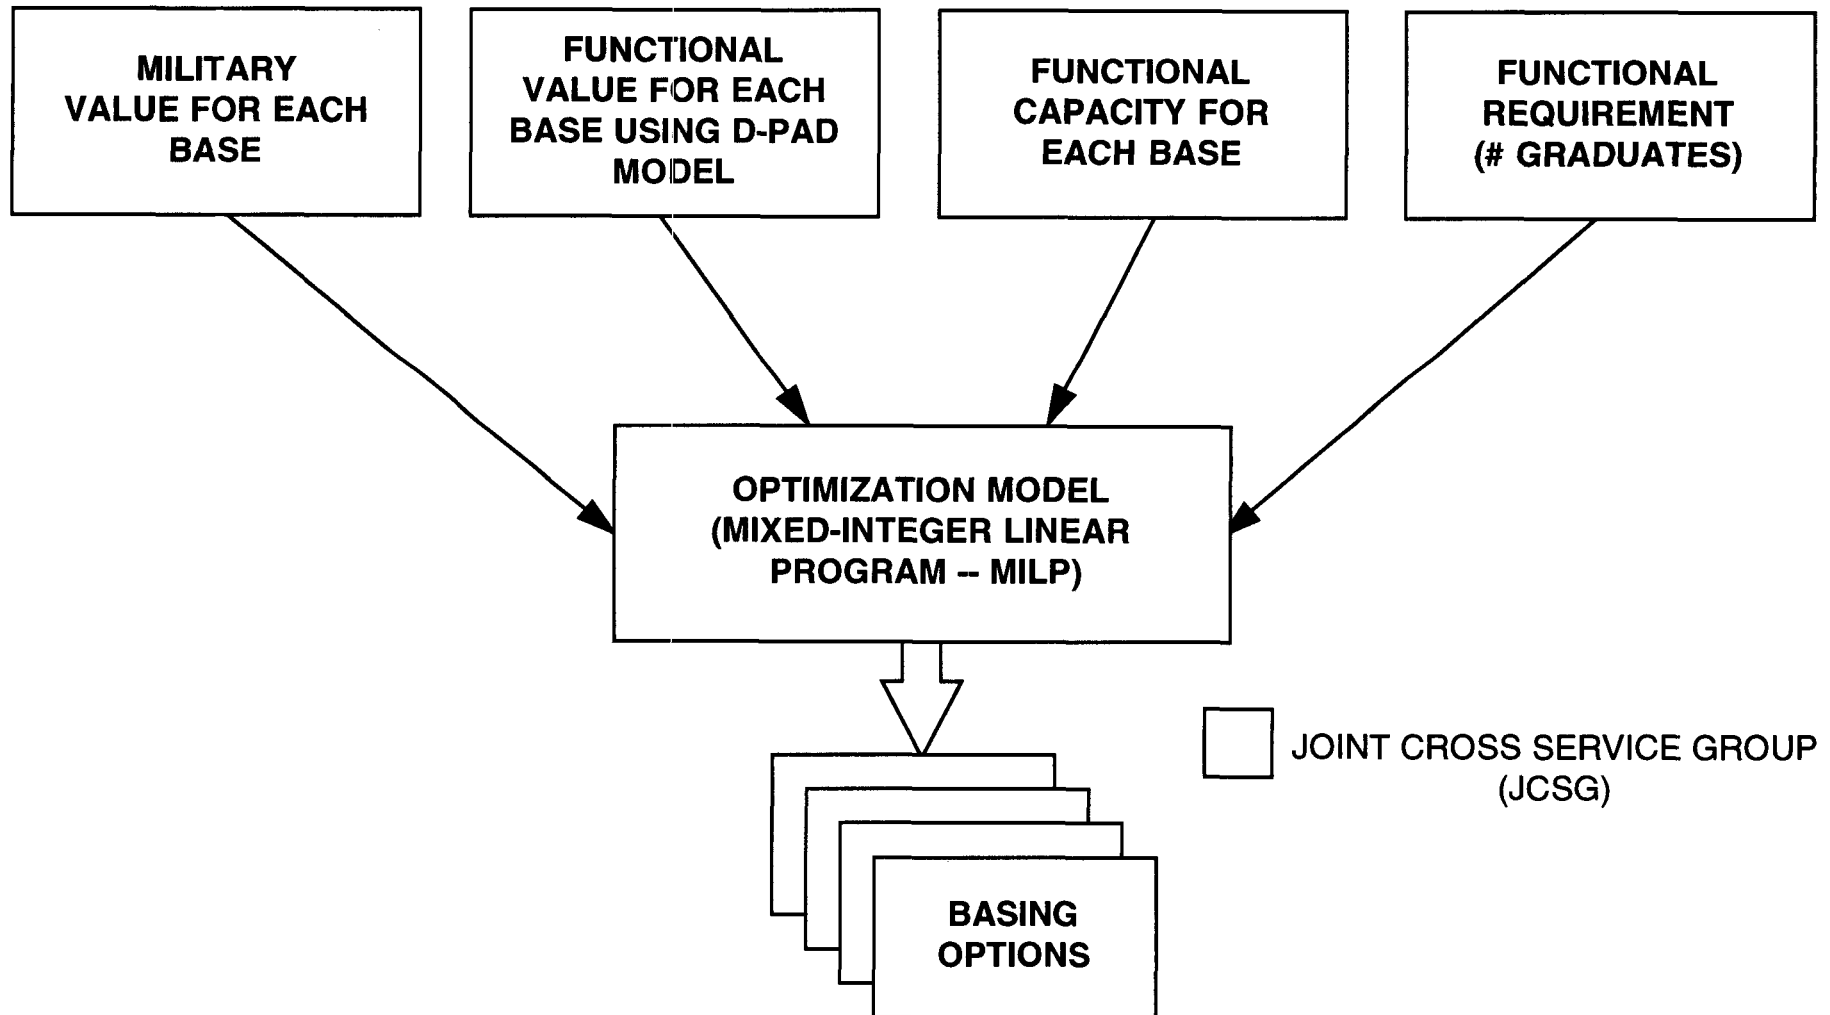 MILITARY
VALUE FOR EACH
BASE
FUNCTIONAL
VALUE FOR EACH
BASE USING D-PAD
MODEL
FUNCTIONAL
CAPACITY FOR
EACH BASE
FUNCTIONAL
REQUIREMENT
(# GRADUATES)
OPTIMIZATION MODEL
(MIXED-INTEGER LINEAR
PROGRAM -- MILP)
JOINT CROSS SERVICE GROUP
(JCSG)
BASING
OPTIONS